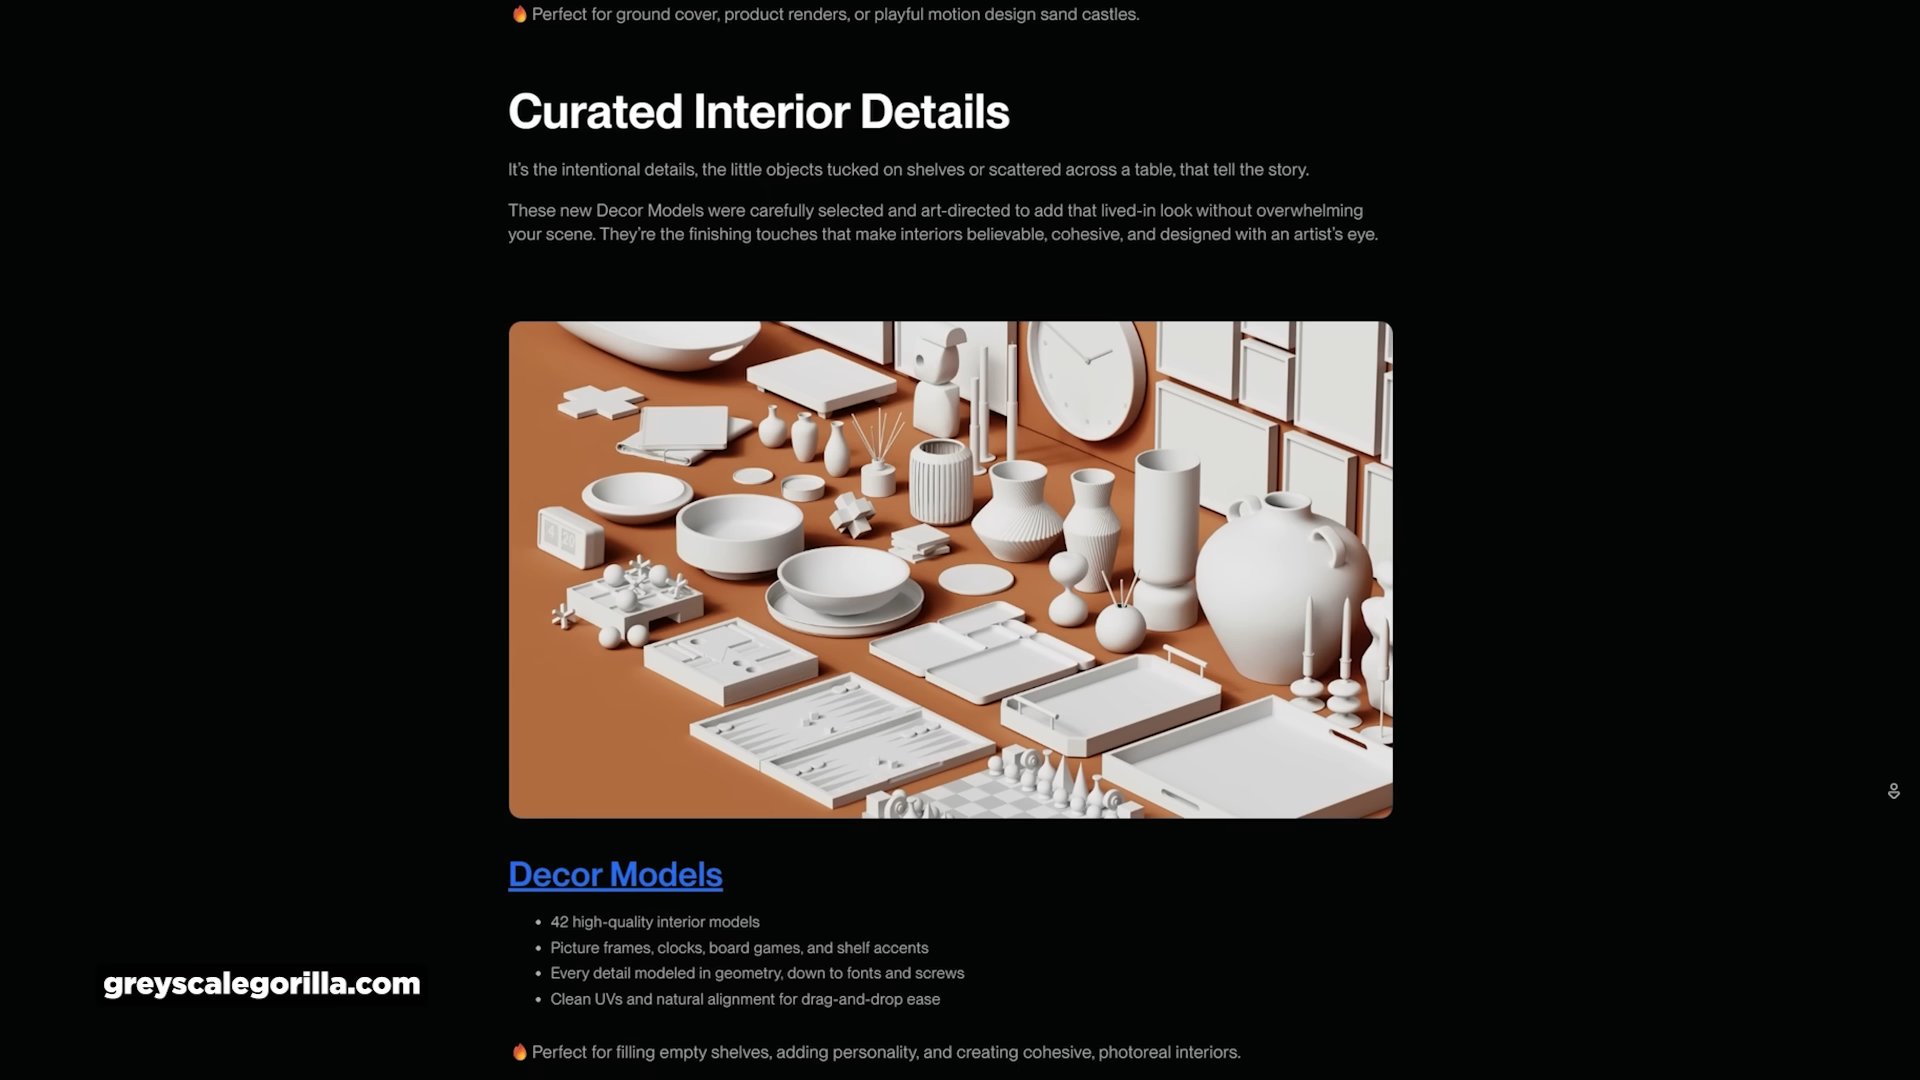 🔥 Perfect for ground cover, product renders, or playful motion design sand castles.
Curated Interior Details
It’s the intentional details, the little objects tucked on shelves or scattered across a table, that tell the story.
These new Decor Models were carefully selected and art-directed to add that lived-in look without overwhelming
your scene. They’re the finishing touches that make interiors believable, cohesive, and designed with an artist’s eye.
Decor Models
• 42 high-quality interior models
• Picture frames, clocks, board games, and shelf accents
• Every detail modeled in geometry, down to fonts and screws
• Clean UVs and natural alignment for drag-and-drop ease
greyscalegorilla.com
🔥 Perfect for filling empty shelves, adding personality, and creating cohesive, photoreal interiors.